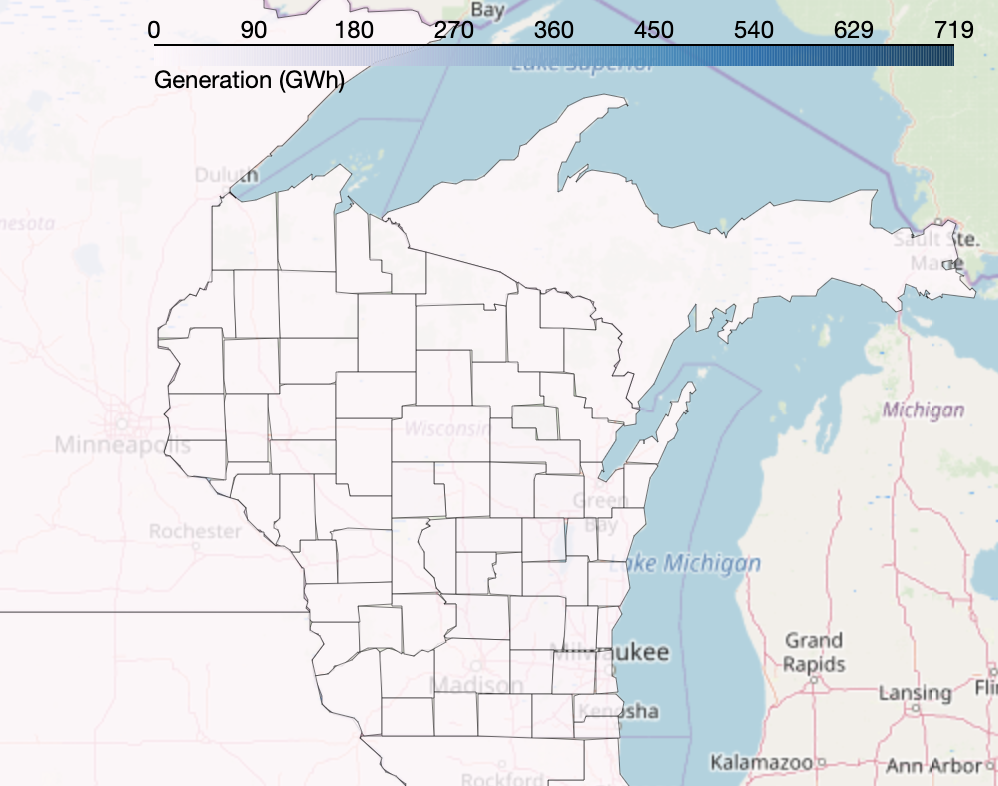 Bay
0 90 180 270 360 450 540 629 719
Lake Superior
Generation (GWh)
Duluth
nesota
Sault Ste.
Marie
Michigan
Wisconsin
Minneapolis
Green
Bay
Rochester
Lake Michigan
Grand
Rapids
Milwaukee
Madison
Lansing
Flin
Kenosha
Kalamazoo
Ann Arbor
Rockford